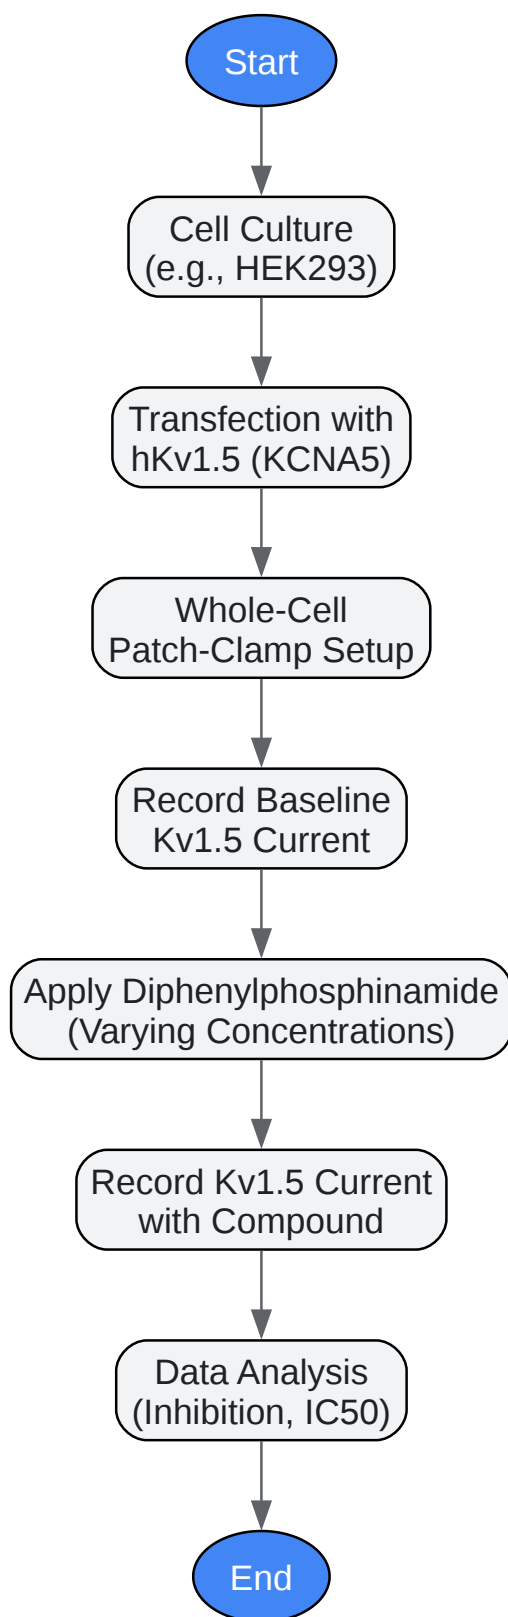 Start
Cell Culture
(e.g., HEK293)
Transfection with
hKv1.5 (KCNA5)
Whole-Cell
Patch-Clamp Setup
Record Baseline
Kv1.5 Current
Apply Diphenylphosphinamide
(Varying Concentrations)
Record Kv1.5 Current
with Compound
Data Analysis
(Inhibition, IC50)
End